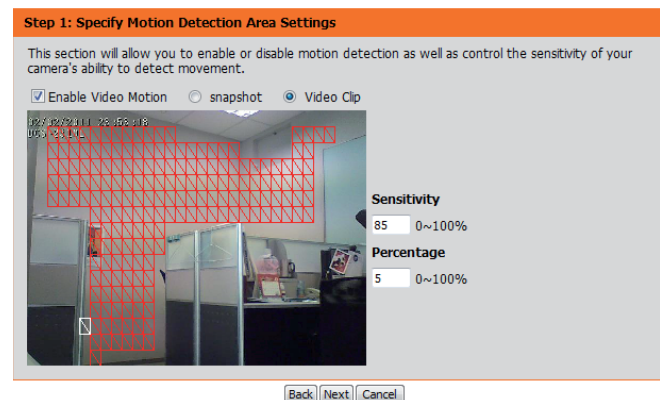 Step 1: Specify Motion Detection Area Settings
This section will allow you to enable or disable motion detection as well as control the sensitivity of your
camera's ability to detect movement.
Enable Video Motion snapshot Video Clip
Sensitivity
85 0~100%
Percentage
5 0~100%
Back Next Cancel